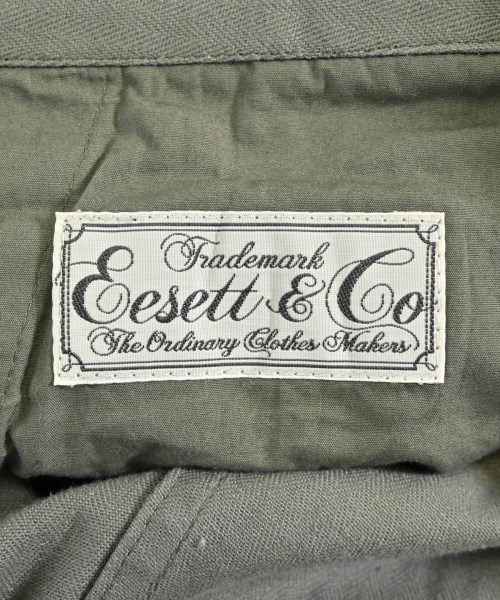 Trademark
Eesett & Co
The Ordinary Clothes Makers